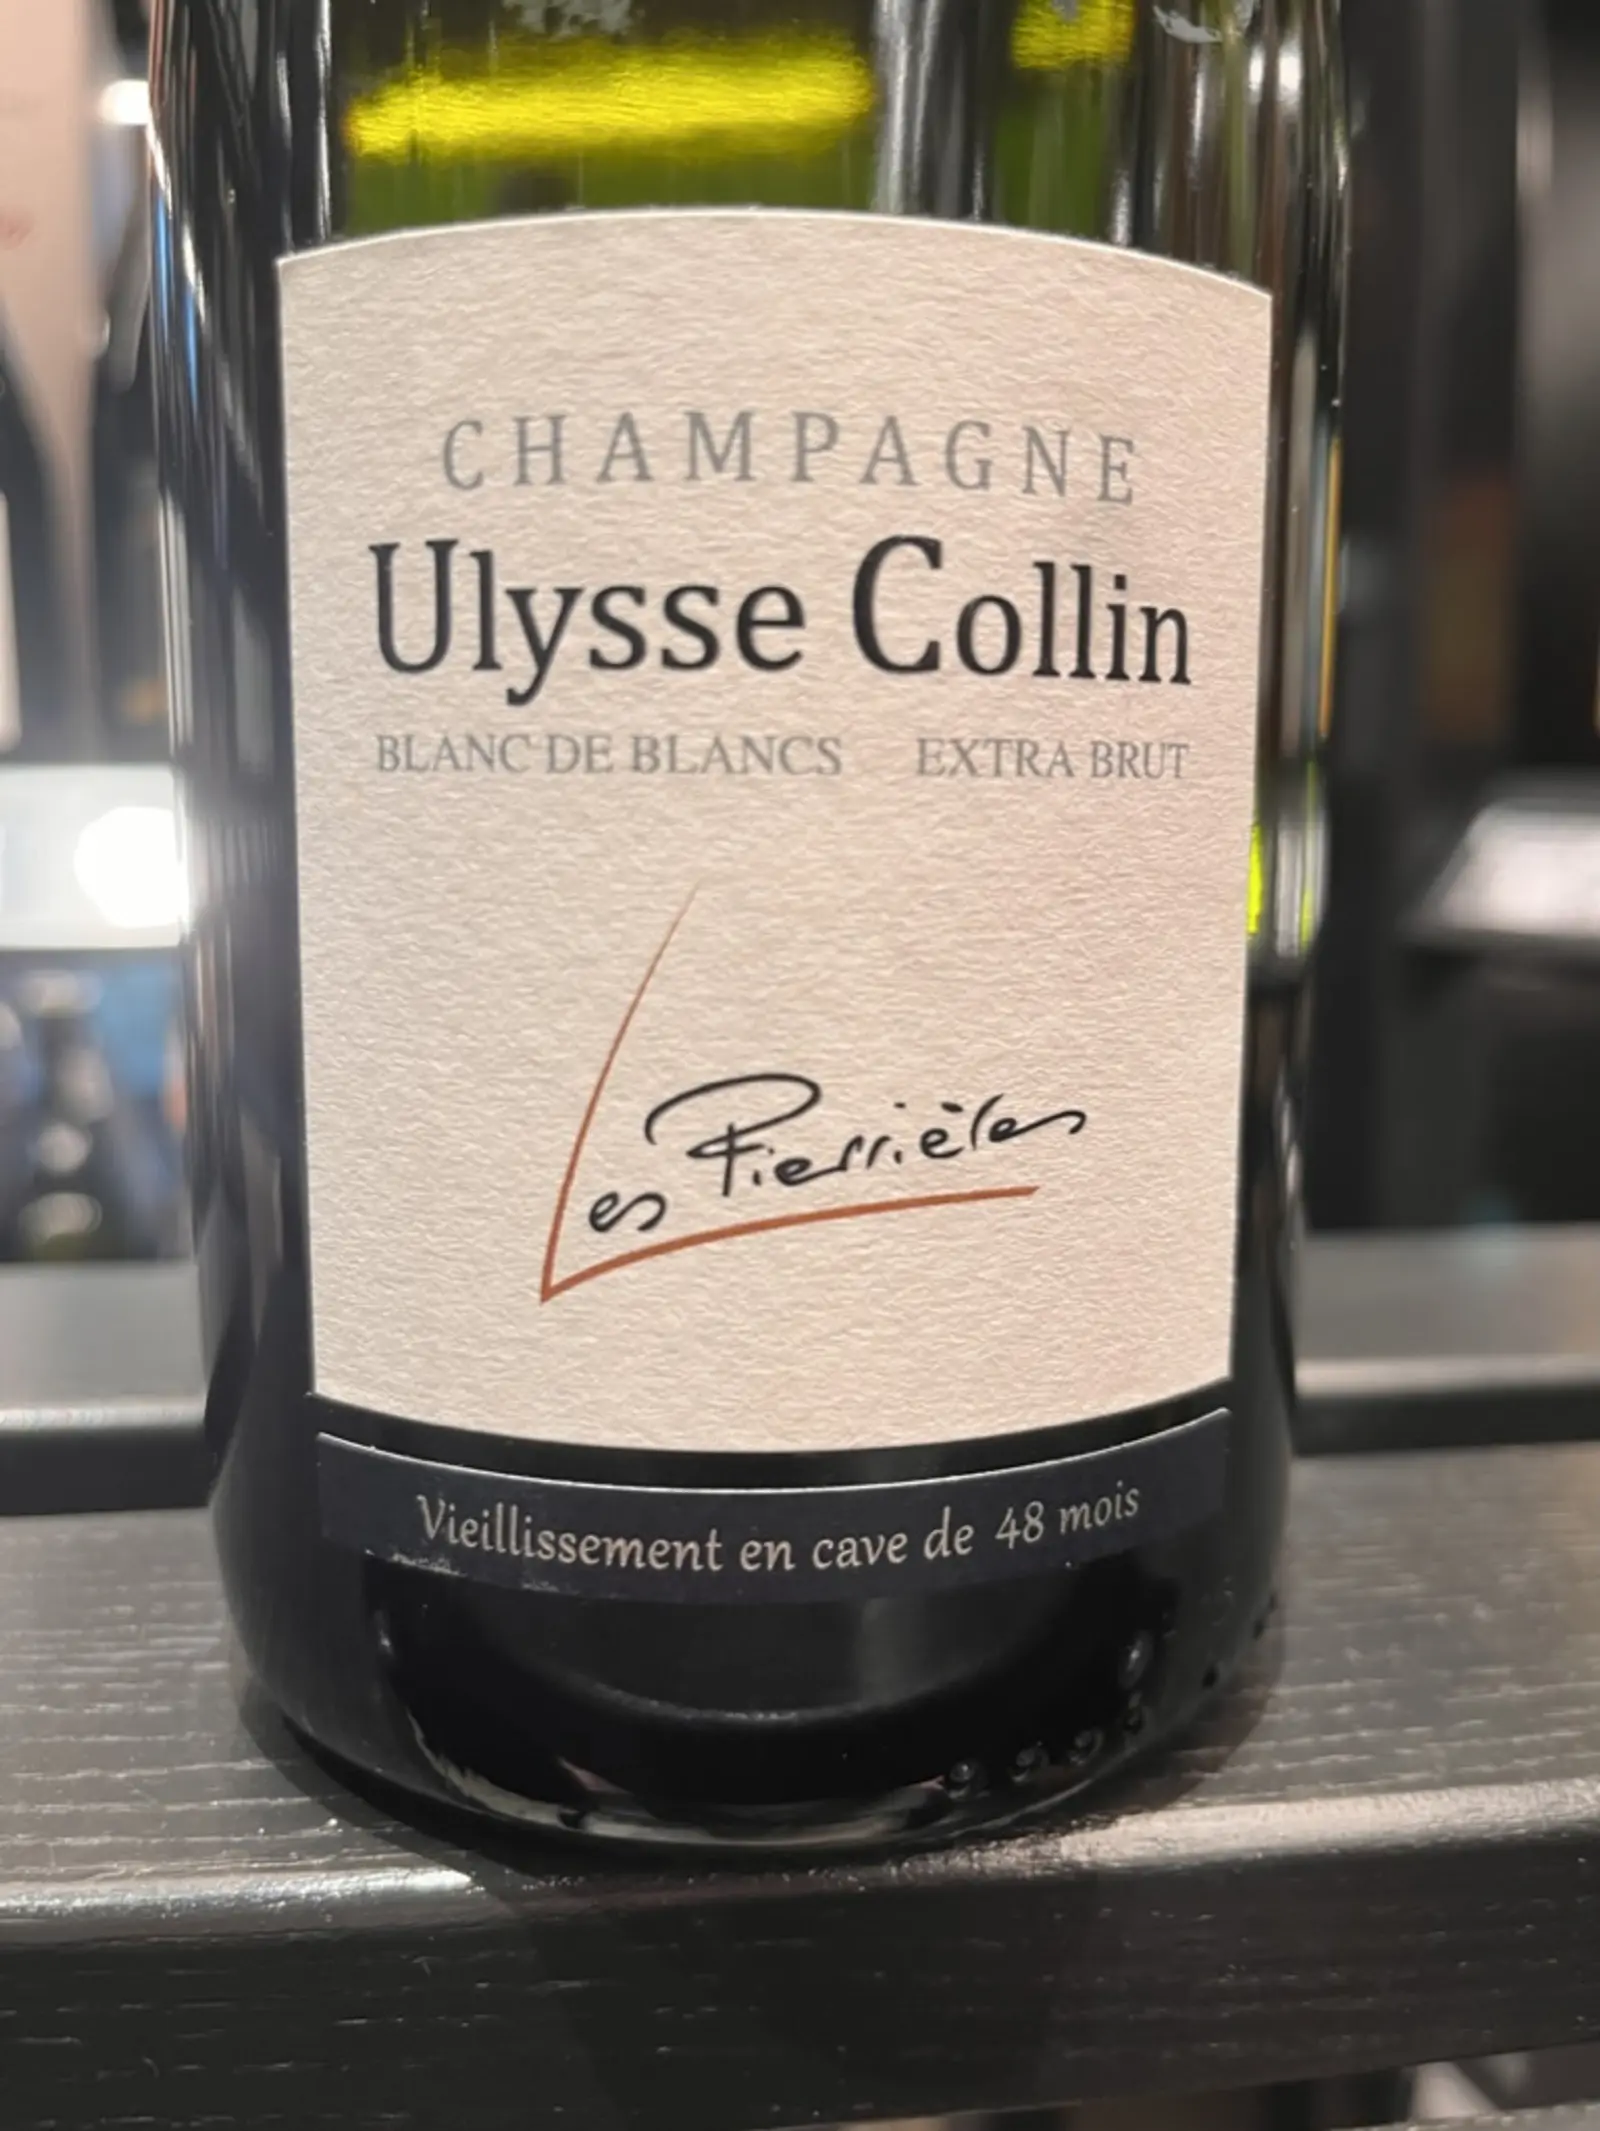 CHAMPAGNE
Ulysse Collin
BLANC DE BLANCS EXTRA BRUT
Les Pierrières
Vieillissement en cave de 48 mois